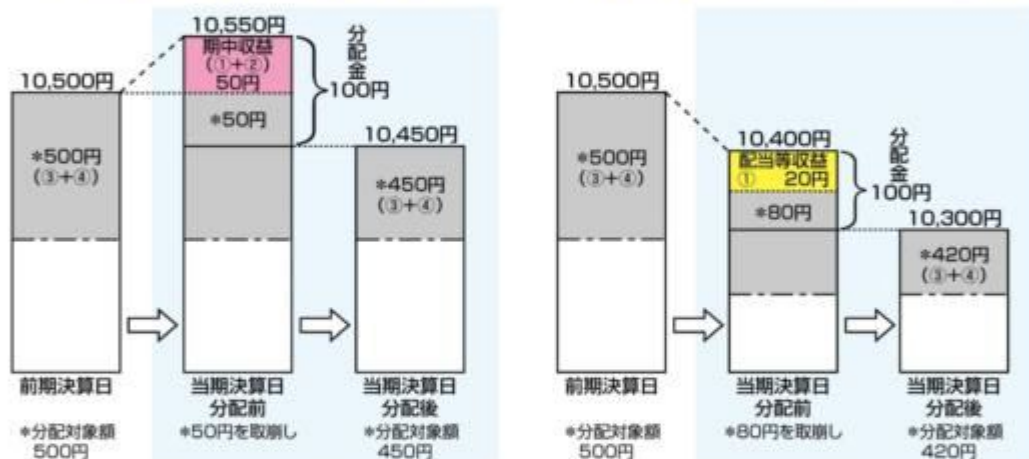 10,550円
期中収益
(①+②)
50円
*50円
分配金
100円
10,500円
*500円
(③+④)
10,450円
*450円
(③+④)
前期決算日
当期決算日
分配前
当期決算日
分配後
*分配対象額
500円
*50円を取崩し
*分配対象額
450円
10,500円
*500円
(③+④)
10,400円
配当等収益
① 20円
*80円
分配金
100円
10,300円
*420円
(③+④)
前期決算日
当期決算日
分配前
当期決算日
分配後
*分配対象額
500円
*80円を取崩し
*分配対象額
420円